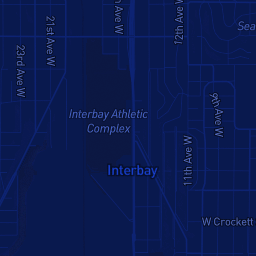 21st Ave W
h Ave W
12th Ave W
Sea
23rd Ave W
9th Ave W
Interbay Athletic
Complex
Interbay
11th Ave W
W Crockett